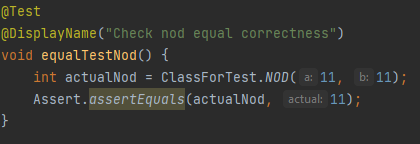 @Test
@DisplayName("Check nod equal correctness")
void equalTestNod() {
int actualNod = ClassForTest.NOD( a: 11, b: 11);
Assert.assertEquals(actualNod, actual: 11);
}